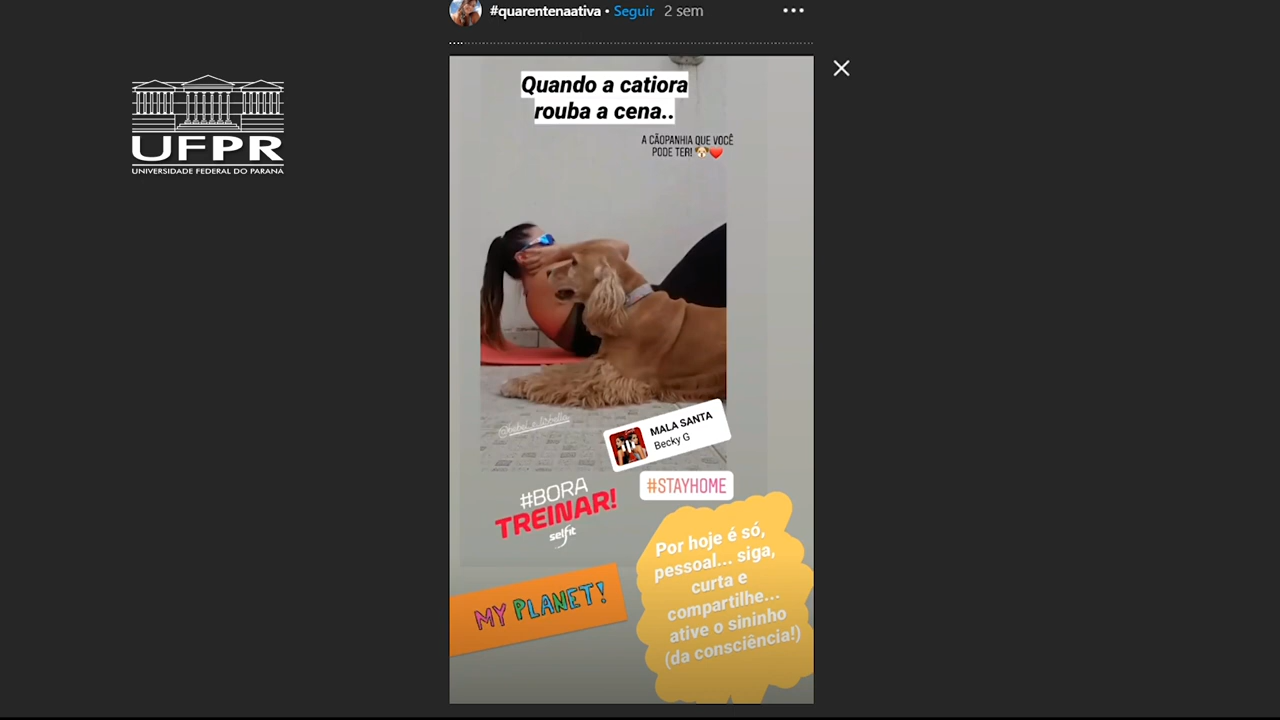 #quarentenaativa • Seguir 2 sem
UFPR
UNIVERSIDADE FEDERAL DO PARANÁ
Quando a catiora
rouba a cena..
A CÃOPANHIA QUE VOCÊ
PODE TER!
MALA SANTA
Becky G
#STAYHOME
#BORA
TREINAR!
selfit
MY PLANET!
Por hoje é só,
pessoal... siga,
curta e
compartilhe...
ative o sininho
(da consciência!)